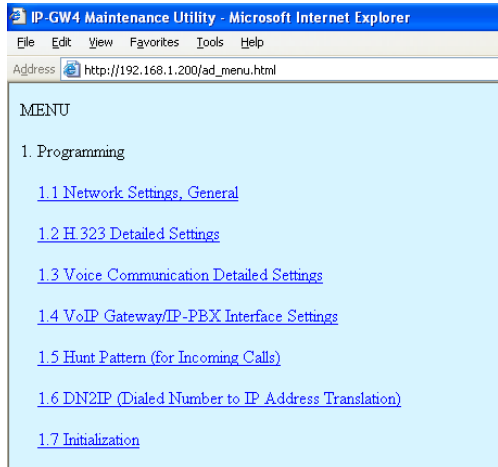 IP-GW4 Maintenance Utility - Microsoft Internet Explorer
File Edit View Favorites Tools Help
Address http://192.168.1.200/ad_menu.html
MENU
1. Programming
1.1 Network Settings, General
1.2 H.323 Detailed Settings
1.3 Voice Communication Detailed Settings
1.4 VoIP Gateway/IP-PBX Interface Settings
1.5 Hunt Pattern (for Incoming Calls)
1.6 DN2IP (Dialed Number to IP Address Translation)
1.7 Initialization